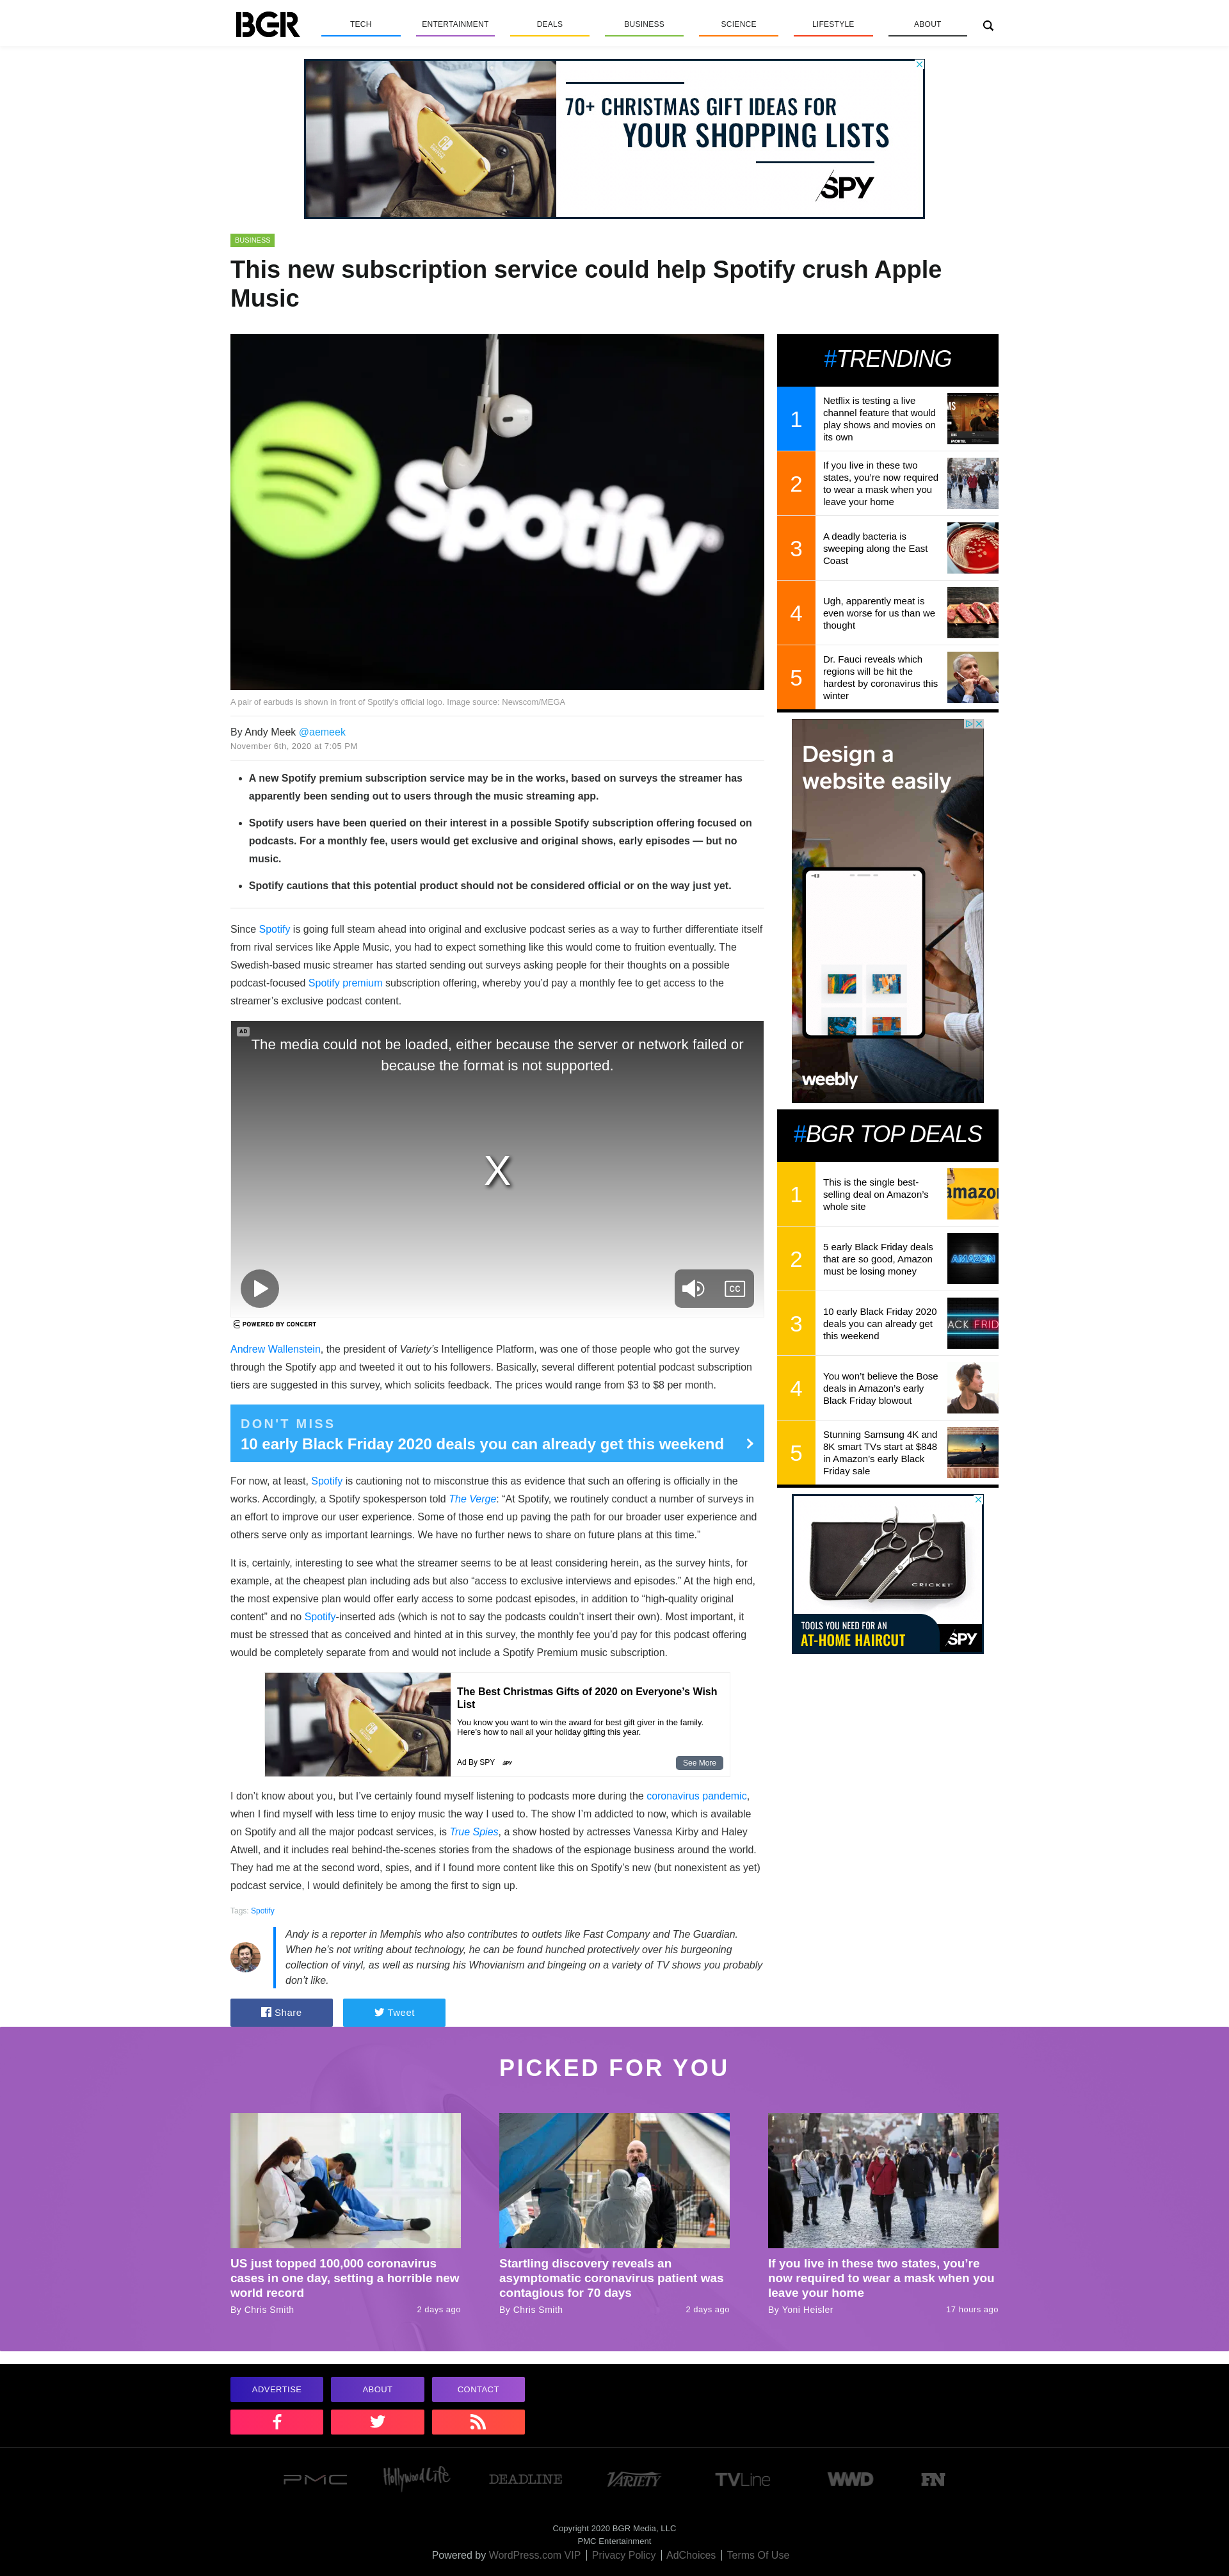 BGR
TECH
ENTERTAINMENT
DEALS
BUSINESS
SCIENCE
LIFESTYLE
ABOUT
70+ CHRISTMAS GIFT IDEAS FOR
YOUR SHOPPING LISTS
SPY
BUSINESS
This new subscription service could help Spotify crush Apple
Music
Spotify
A pair of earbuds is shown in front of Spotify's official logo. Image source: Newscom/MEGA
By Andy Meek @aemeek
November 6th, 2020 at 7:05 PM
• A new Spotify premium subscription service may be in the works, based on surveys the streamer has
apparently been sending out to users through the music streaming app.
• Spotify users have been queried on their interest in a possible Spotify subscription offering focused on
podcasts. For a monthly fee, users would get exclusive and original shows, early episodes — but no
music.
• Spotify cautions that this potential product should not be considered official or on the way just yet.
Since Spotify is going full steam ahead into original and exclusive podcast series as a way to further differentiate itself
from rival services like Apple Music, you had to expect something like this would come to fruition eventually. The
Swedish-based music streamer has started sending out surveys asking people for their thoughts on a possible
podcast-focused Spotify premium subscription offering, whereby you’d pay a monthly fee to get access to the
streamer’s exclusive podcast content.
AD
The media could not be loaded, either because the server or network failed or
because the format is not supported.
X
CC
POWERED BY CONCERT
Andrew Wallenstein, the president of Variety’s Intelligence Platform, was one of those people who got the survey
through the Spotify app and tweeted it out to his followers. Basically, several different potential podcast subscription
tiers are suggested in this survey, which solicits feedback. The prices would range from $3 to $8 per month.
DON'T MISS
10 early Black Friday 2020 deals you can already get this weekend
For now, at least, Spotify is cautioning not to misconstrue this as evidence that such an offering is officially in the
works. Accordingly, a Spotify spokesperson told The Verge: “At Spotify, we routinely conduct a number of surveys in
an effort to improve our user experience. Some of those end up paving the path for our broader user experience and
others serve only as important learnings. We have no further news to share on future plans at this time.”
It is, certainly, interesting to see what the streamer seems to be at least considering herein, as the survey hints, for
example, at the cheapest plan including ads but also “access to exclusive interviews and episodes.” At the high end,
the most expensive plan would offer early access to some podcast episodes, in addition to “high-quality original
content” and no Spotify-inserted ads (which is not to say the podcasts couldn’t insert their own). Most important, it
must be stressed that as conceived and hinted at in this survey, the monthly fee you’d pay for this podcast offering
would be completely separate from and would not include a Spotify Premium music subscription.
The Best Christmas Gifts of 2020 on Everyone’s Wish
List
You know you want to win the award for best gift giver in the family.
Here’s how to nail all your holiday gifting this year.
Ad By SPY
SPY
See More
I don’t know about you, but I’ve certainly found myself listening to podcasts more during the coronavirus pandemic,
when I find myself with less time to enjoy music the way I used to. The show I’m addicted to now, which is available
on Spotify and all the major podcast services, is True Spies, a show hosted by actresses Vanessa Kirby and Haley
Atwell, and it includes real behind-the-scenes stories from the shadows of the espionage business around the world.
They had me at the second word, spies, and if I found more content like this on Spotify’s new (but nonexistent as yet)
podcast service, I would definitely be among the first to sign up.
Tags: Spotify
Andy is a reporter in Memphis who also contributes to outlets like Fast Company and The Guardian.
When he’s not writing about technology, he can be found hunched protectively over his burgeoning
collection of vinyl, as well as nursing his Whovianism and bingeing on a variety of TV shows you probably
don’t like.
Share
Tweet
#TRENDING
1
Netflix is testing a live
channel feature that would
play shows and movies on
its own
2
If you live in these two
states, you’re now required
to wear a mask when you
leave your home
3
A deadly bacteria is
sweeping along the East
Coast
4
Ugh, apparently meat is
even worse for us than we
thought
5
Dr. Fauci reveals which
regions will be hit the
hardest by coronavirus this
winter
Design a
website easily
weebly
#BGR TOP DEALS
1
This is the single best-
selling deal on Amazon’s
whole site
amazon
2
5 early Black Friday deals
that are so good, Amazon
must be losing money
AMAZON
3
10 early Black Friday 2020
deals you can already get
this weekend
ACK FRID
4
You won’t believe the Bose
deals in Amazon’s early
Black Friday blowout
5
Stunning Samsung 4K and
8K smart TVs start at $848
in Amazon’s early Black
Friday sale
CRICKET
TOOLS YOU NEED FOR AN
AT-HOME HAIRCUT
SPY
PICKED FOR YOU
US just topped 100,000 coronavirus
cases in one day, setting a horrible new
world record
By Chris Smith
2 days ago
Startling discovery reveals an
asymptomatic coronavirus patient was
contagious for 70 days
By Chris Smith
2 days ago
If you live in these two states, you’re
now required to wear a mask when you
leave your home
By Yoni Heisler
17 hours ago
ADVERTISE
ABOUT
CONTACT
PMC
HollywoodLife
DEADLINE
VARIETY
TVLine
WWD
FN
Copyright 2020 BGR Media, LLC
PMC Entertainment
Powered by WordPress.com VIP | Privacy Policy | AdChoices | Terms Of Use